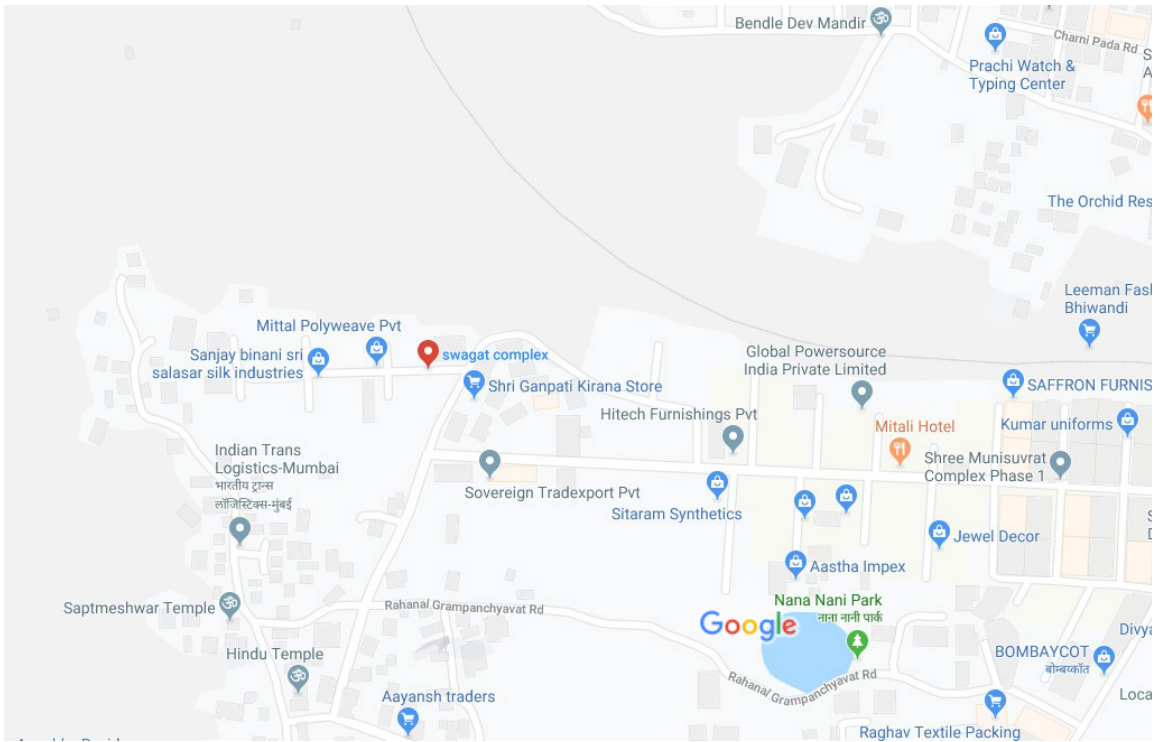 Bendle Dev Mandir
Charni Pada Rd
Prachi Watch &
Typing Center
The Orchid Res
Leeman Fash
Bhiwandi
Mittal Polyweave Pvt
Sanjay binani sri
salasar silk industries
swagat complex
Global Powersource
India Private Limited
Shri Ganpati Kirana Store
SAFFRON FURNIS
Hitech Furnishings Pvt
Mitali Hotel
Kumar uniforms
Indian Trans
Logistics-Mumbai
भारतीय ट्रान्स
लॉजिस्टिक्स-मुंबई
Shree Munisuvrat
Complex Phase 1
Sovereign Tradexport Pvt
Sitaram Synthetics
Jewel Decor
Aastha Impex
Saptmeshwar Temple
Rahanal Grampanchyavat Rd
Nana Nani Park
नाना नानी पार्क
Google
Divya
Hindu Temple
BOMBAYCOT
बोम्बय्कॉट
Rahanal Grampanchyavat Rd
Aayansh traders
Loca
Raghav Textile Packing